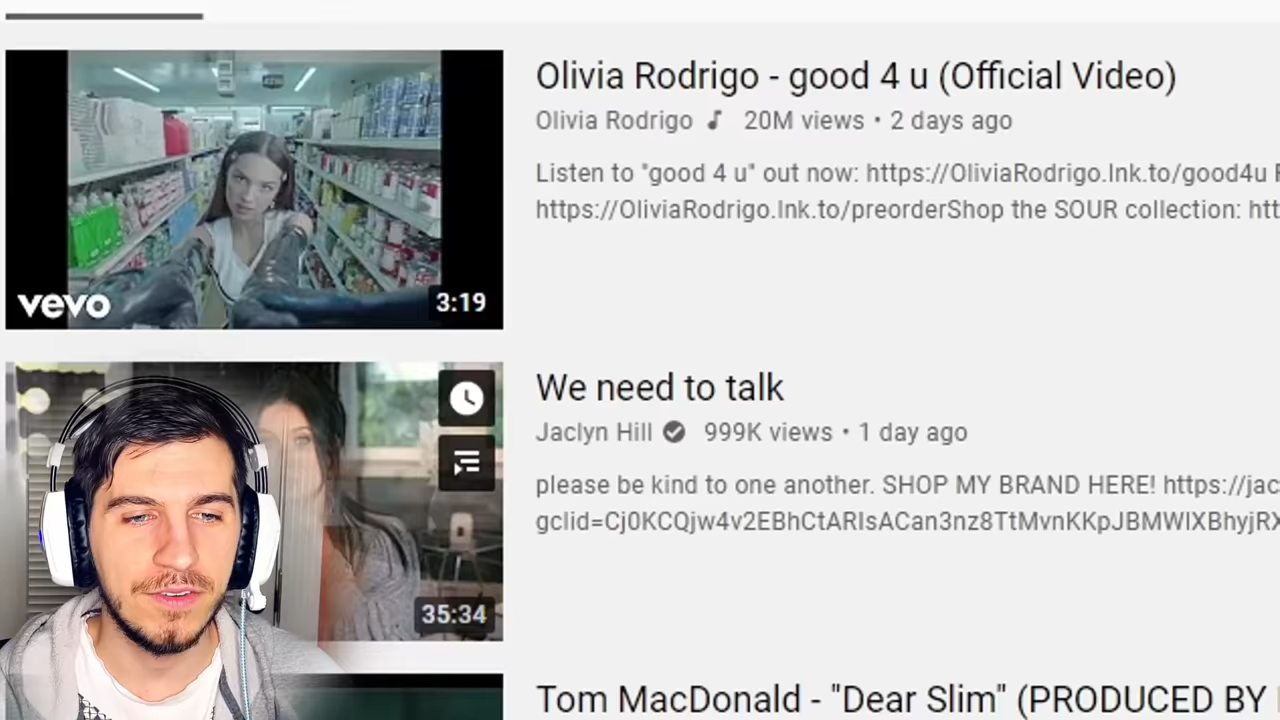 Olivia Rodrigo - good 4 u (Official Video)
Olivia Rodrigo 20M views • 2 days ago
Listen to "good 4 u" out now: https://OliviaRodrigo.lnk.to/good4u
https://OliviaRodrigo.lnk.to/preorderShop the SOUR collection: htt
vevo
3:19
We need to talk
Jaclyn Hill 999K views • 1 day ago
please be kind to one another. SHOP MY BRAND HERE! https://jac
gclid=Cj0KCQjw4v2EBhCtARIsACan3nz8TtMvnKKpJBMWlXBhyjRX
35:34
Tom MacDonald - "Dear Slim" (PRODUCED BY